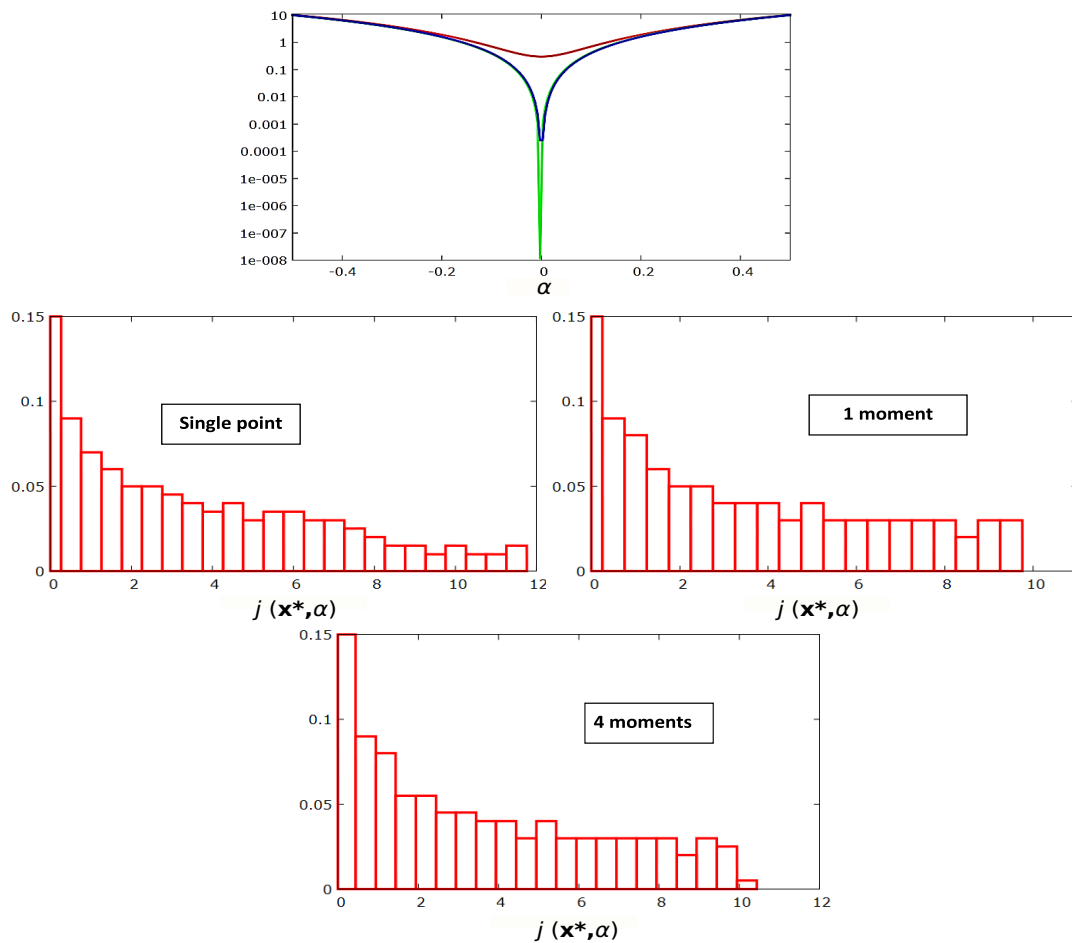 10
1
0.1
0.01
0.001
0.0001
1e-005
1e-006
1e-007
1e-008
-0.4 -0.2 0 0.2 0.4
α
0.15
0.1
0.05
0
Single point
0 2 4 6 8 10 12
j (x*,α)
0.15
0.1
0.05
0
1 moment
0 2 4 6 8 10
j (x*,α)
0.15
0.1
0.05
0
4 moments
0 2 4 6 8 10 12
j (x*,α)